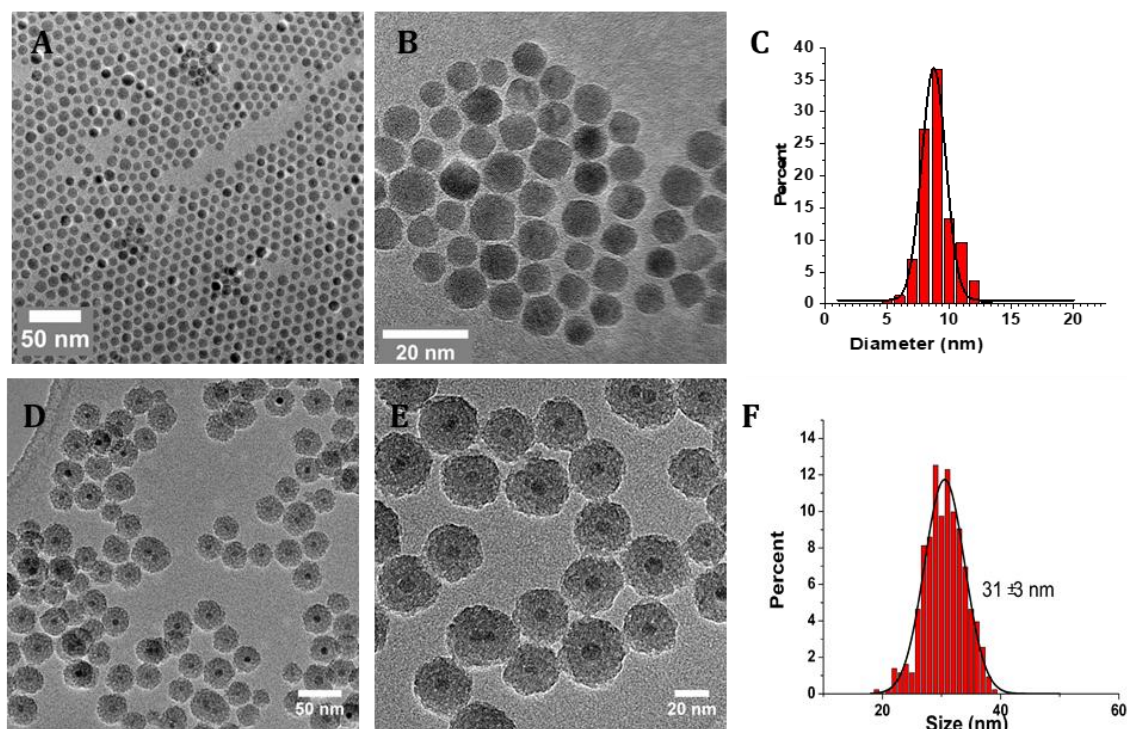 A
50 nm
B
20 nm
C
40
35
30
25
20
15
10
5
0
Percent
0 5 10 15 20
Diameter (nm)
D
50 nm
E
20 nm
F
14
12
10
8
6
4
2
0
Percent
31 ±3 nm
20 40 60
Size (nm)